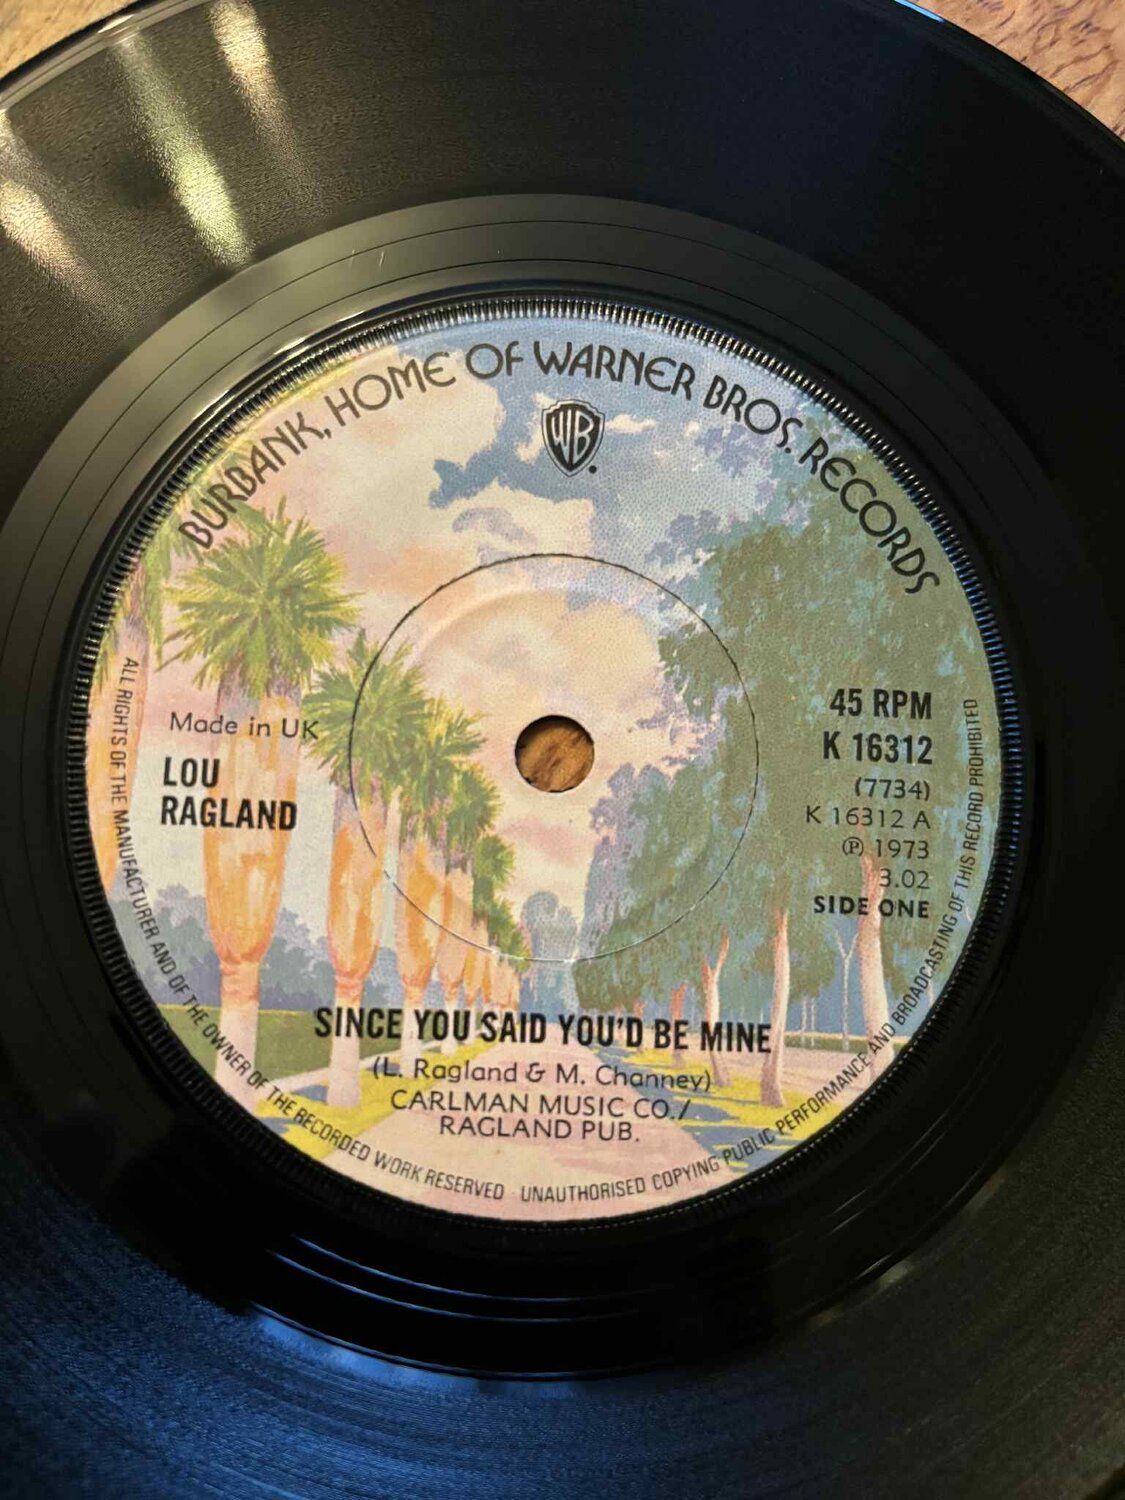 BURBANK, HOME OF WARNER BROS. RECORDS
WB
Made in UK
LOU
RAGLAND
45 RPM
K 16312
(7734)
K 16312 A
Ⓟ 1973
3.02
SIDE ONE
SINCE YOU SAID YOU'D BE MINE
(L. Ragland & M. Channey)
CARLMAN MUSIC CO./
RAGLAND PUB.
ALL RIGHTS OF THE MANUFACTURER AND OF THE OWNER OF THE RECORDED WORK RESERVED · UNAUTHORISED COPYING PUBLIC PERFORMANCE AND BROADCASTING OF THIS RECORD PROHIBITED